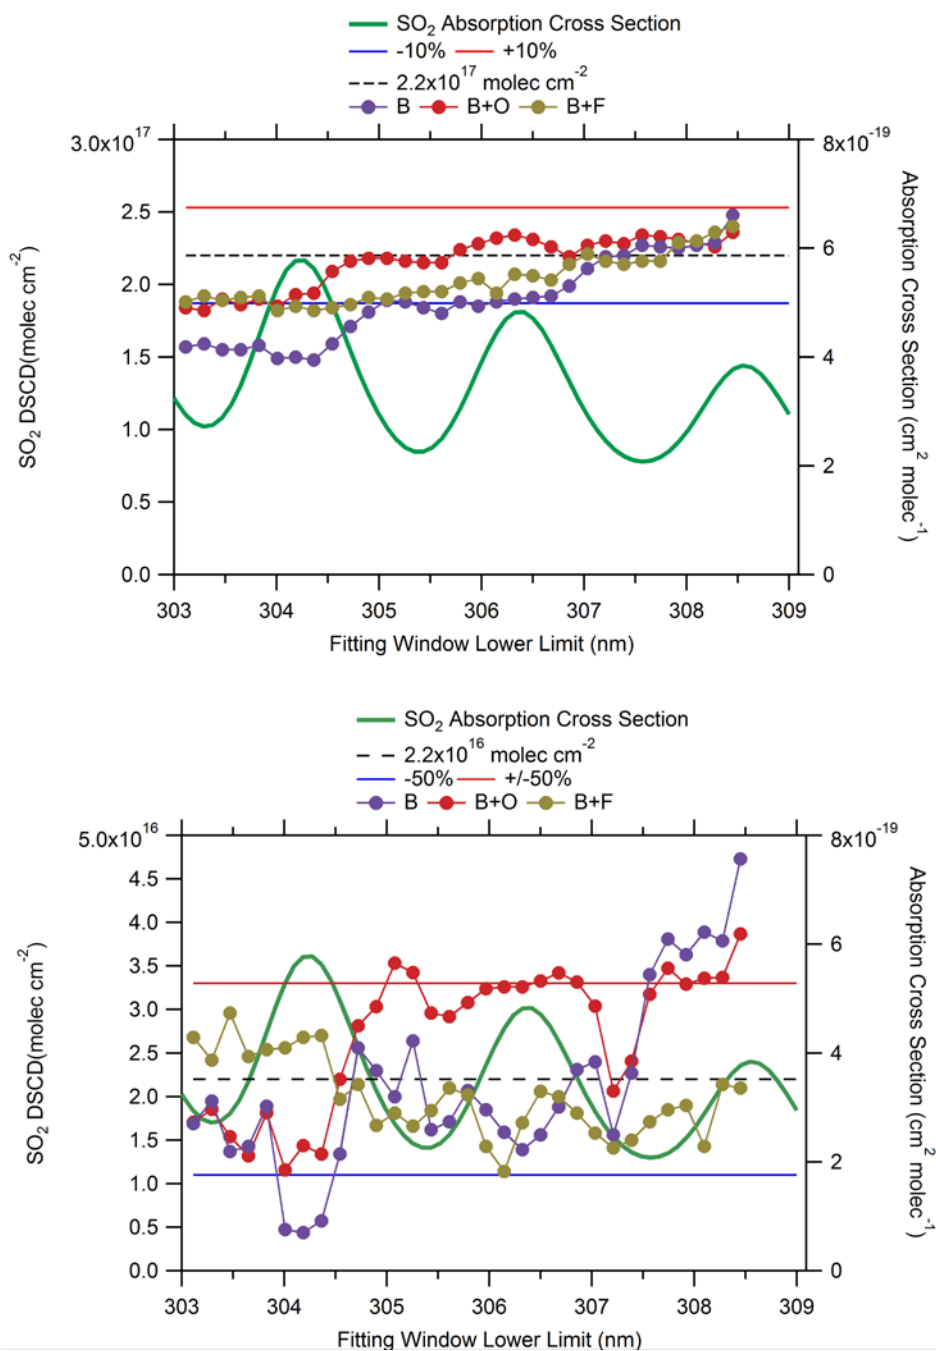 SO2 Absorption Cross Section
-10% +10%
2.2x10^17 molec cm^-2
B B+O B+F
3.0x10^17
2.5
2.0
1.5
1.0
0.5
0.0
SO2 DSCD(molec cm^-2)
8x10^-19
6
4
2
0
Absorption Cross Section (cm^2 molec^-1)
303 304 305 306 307 308 309
Fitting Window Lower Limit (nm)
SO2 Absorption Cross Section
2.2x10^16 molec cm^-2
-50% +/-50%
B B+O B+F
5.0x10^16
4.5
4.0
3.5
3.0
2.5
2.0
1.5
1.0
0.5
0.0
SO2 DSCD(molec cm^-2)
8x10^-19
6
4
2
0
Absorption Cross Section (cm^2 molec^-1)
303 304 305 306 307 308 309
Fitting Window Lower Limit (nm)